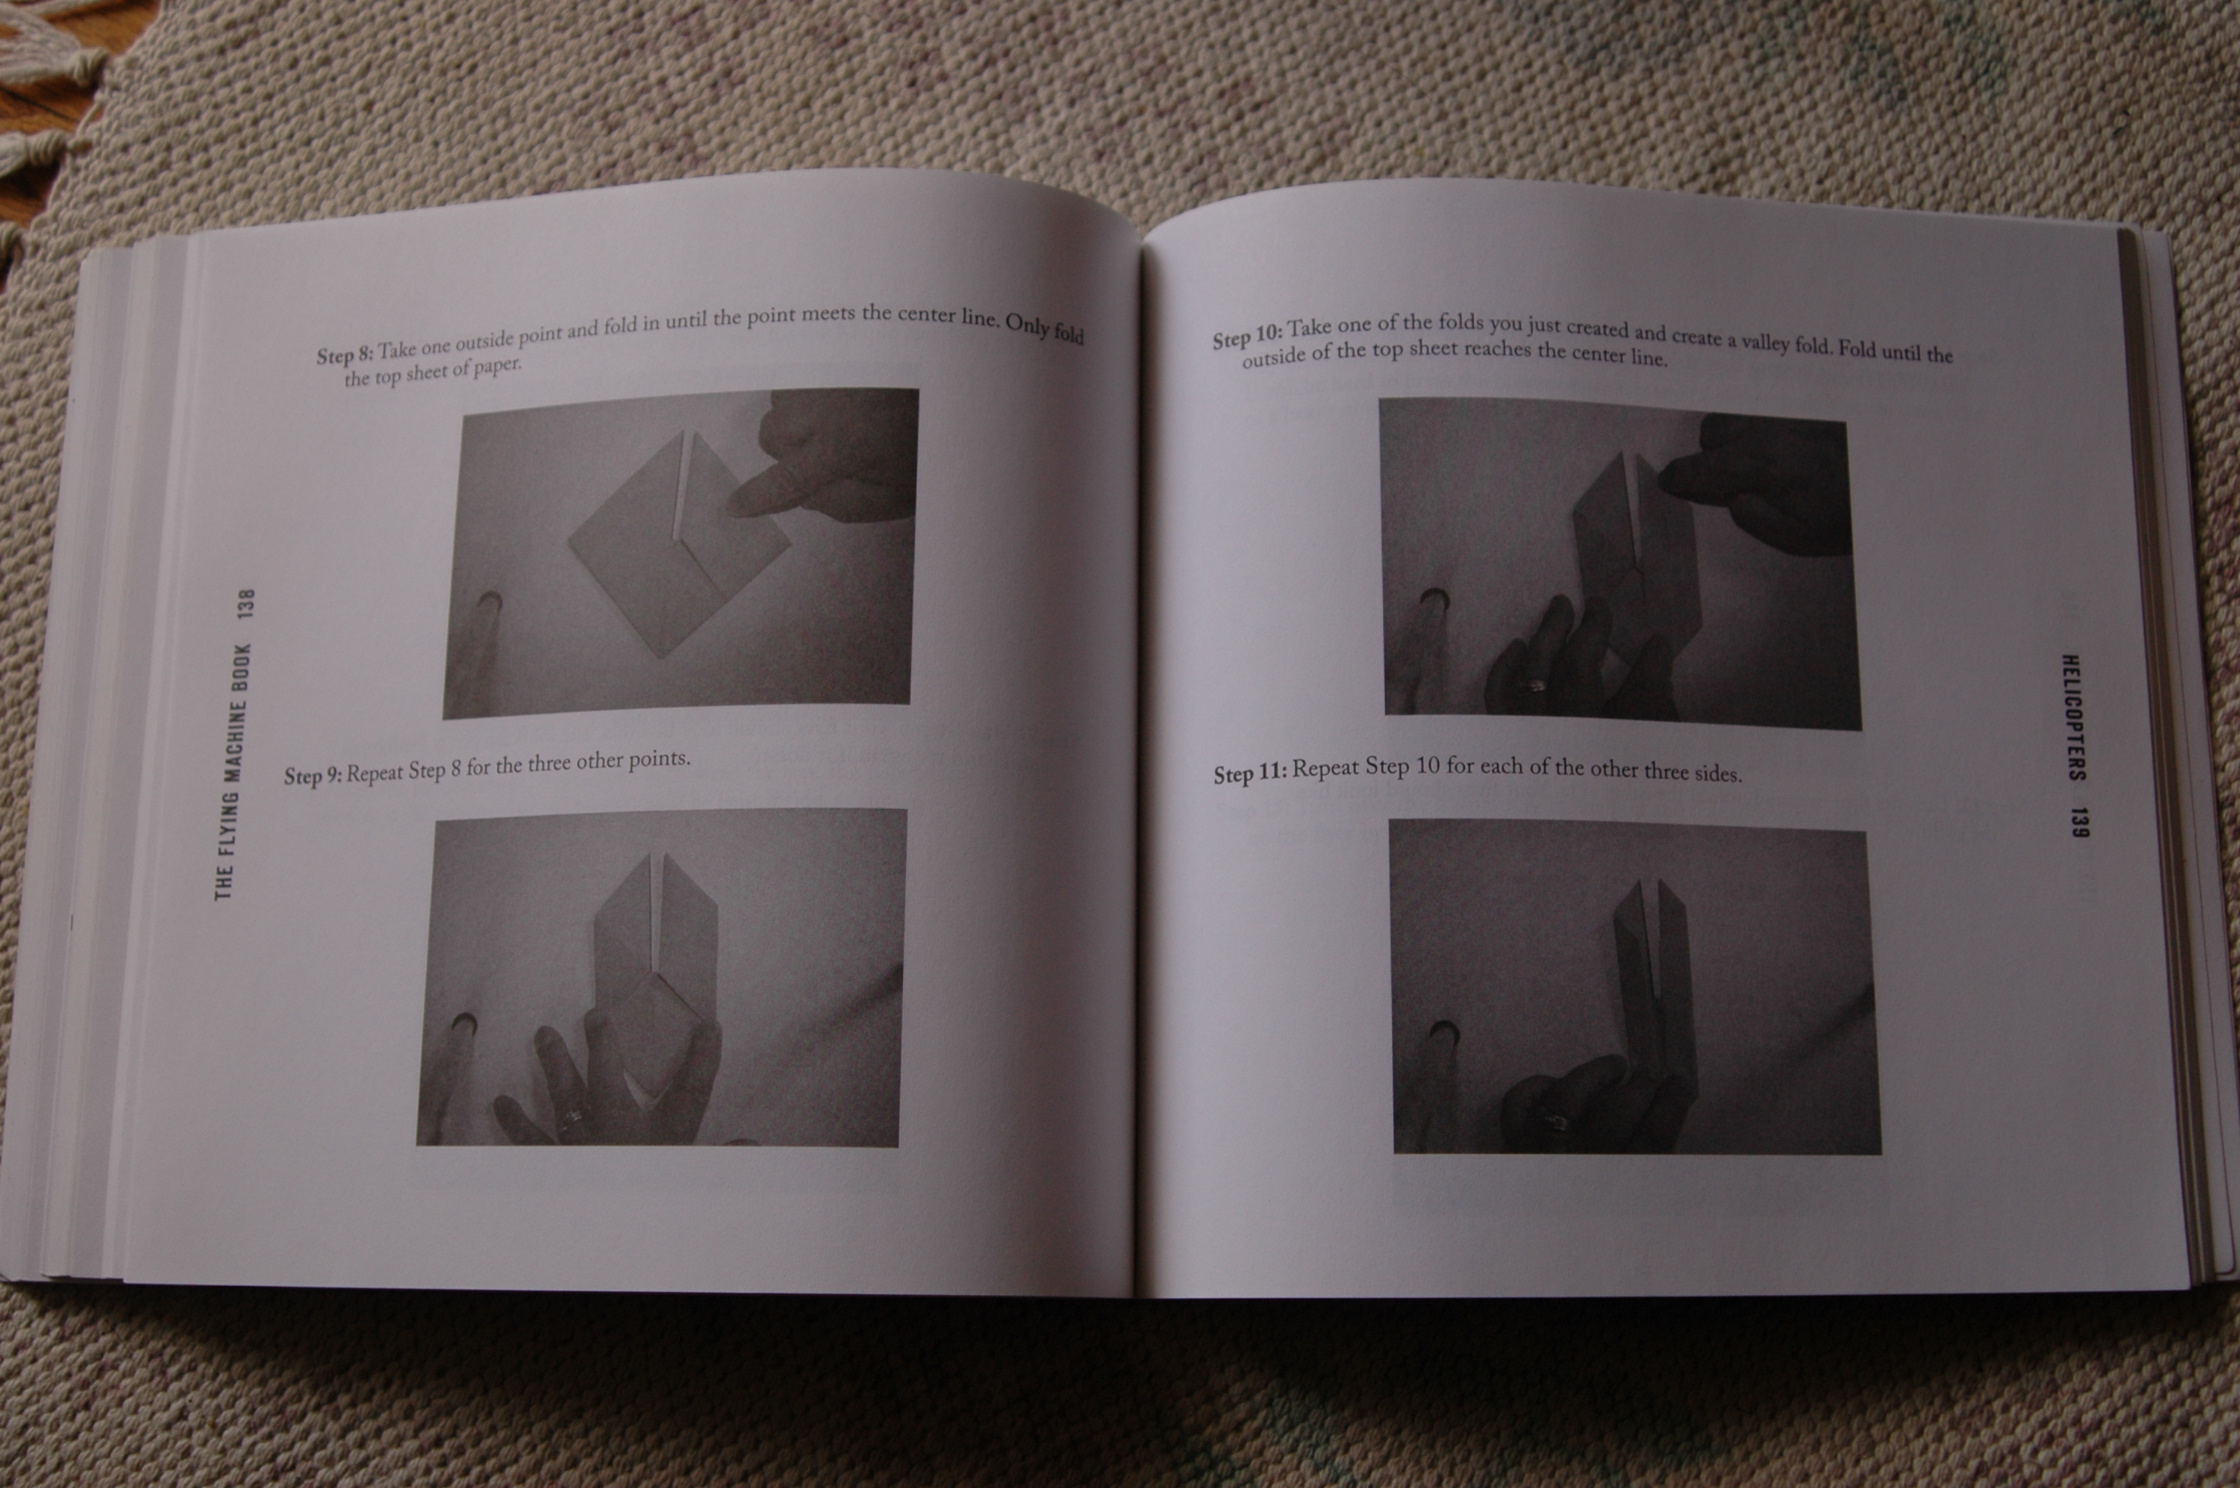 THE FLYING MACHINE BOOK 138
Step 8: Take one outside point and fold in until the point meets the center line. Only fold
the top sheet of paper.
Step 9: Repeat Step 8 for the three other points.
HELICOPTERS 139
Step 10: Take one of the folds you just created and create a valley fold. Fold until the
outside of the top sheet reaches the center line.
Step 11: Repeat Step 10 for each of the other three sides.